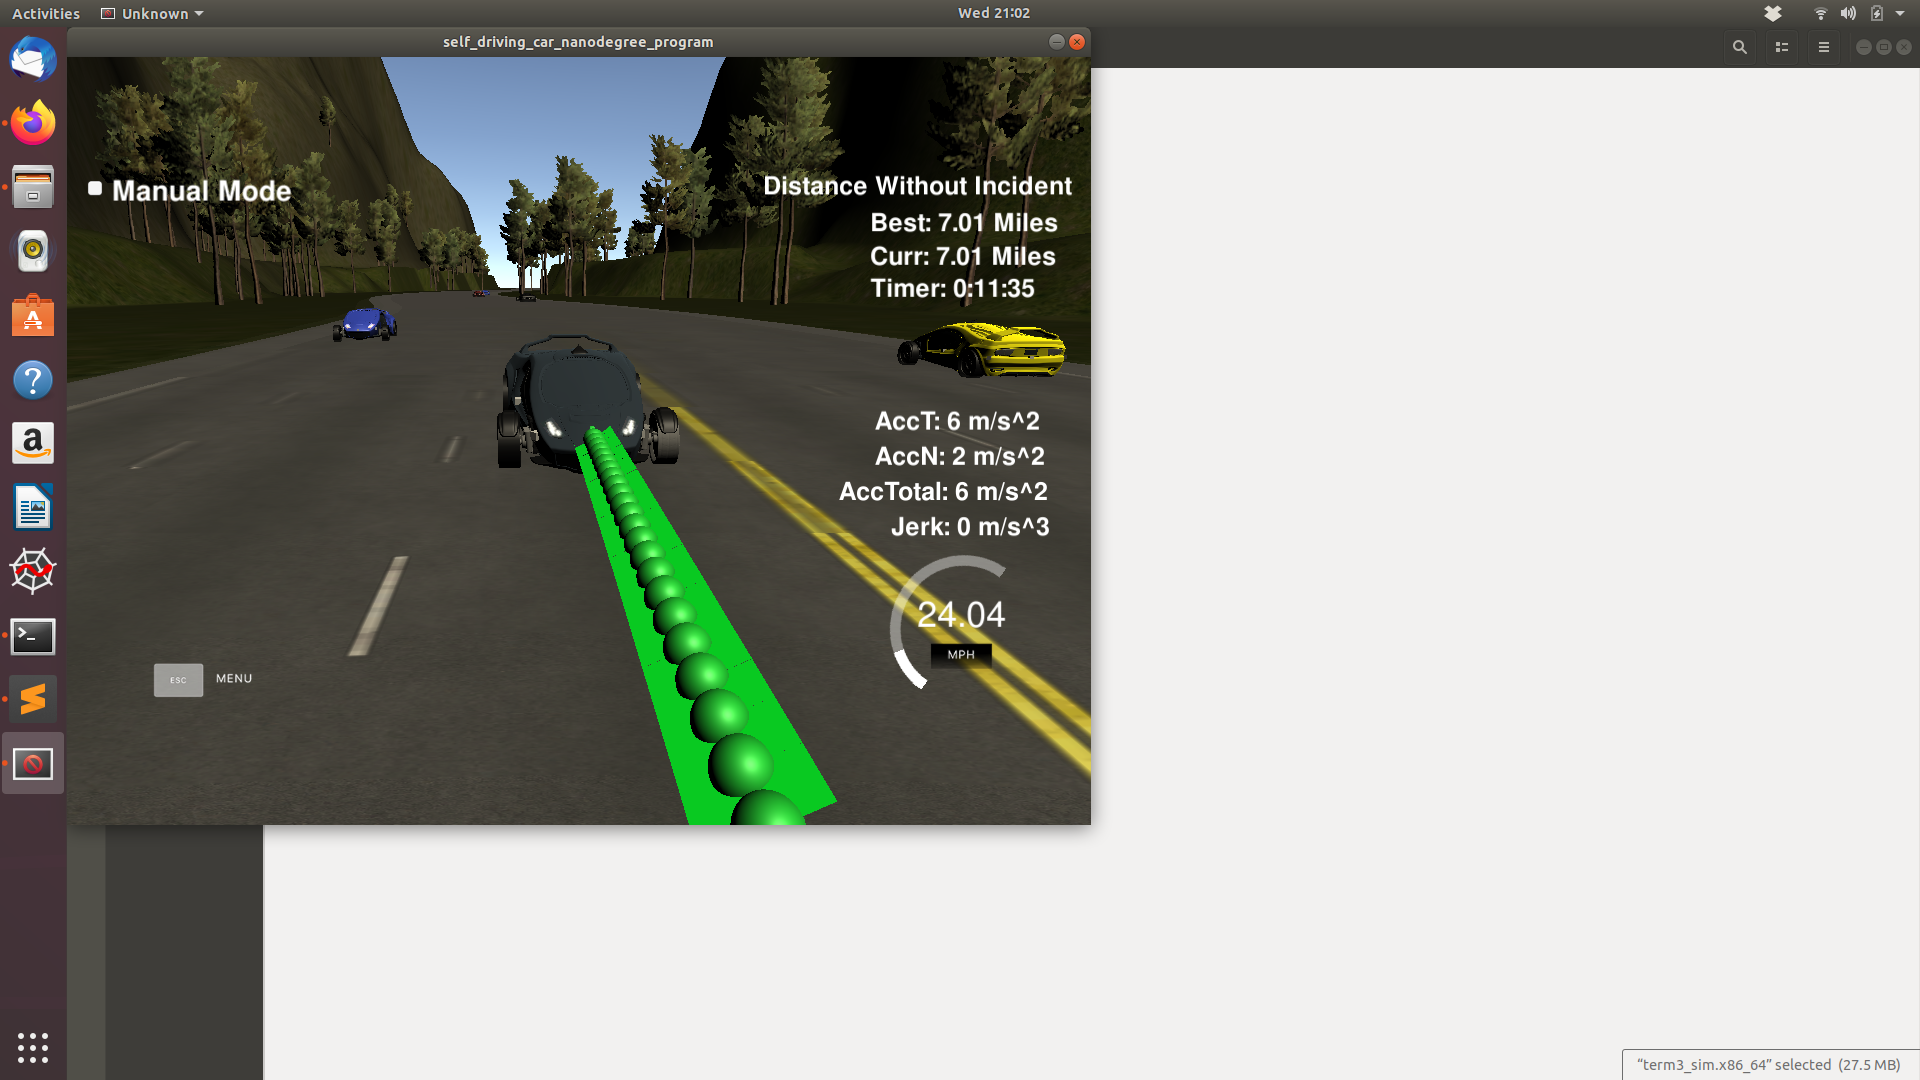 Activities
Unknown
Wed 21:02
self_driving_car_nanodegree_program
Manual Mode
Distance Without Incident
Best: 7.01 Miles
Curr: 7.01 Miles
Timer: 0:11:35
AccT: 6 m/s^2
AccN: 2 m/s^2
AccTotal: 6 m/s^2
Jerk: 0 m/s^3
24.04
MPH
ESC
MENU
“term3_sim.x86_64” selected (27.5 MB)